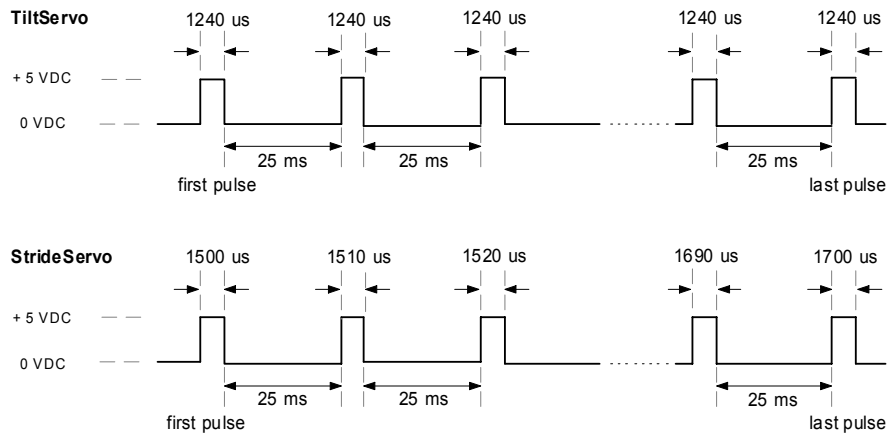 TiltServo 1240 us 1240 us 1240 us 1240 us 1240 us
+ 5 VDC
0 VDC
25 ms 25 ms 25 ms
first pulse last pulse
StrideServo 1500 us 1510 us 1520 us 1690 us 1700 us
+ 5 VDC
0 VDC
25 ms 25 ms 25 ms
first pulse last pulse